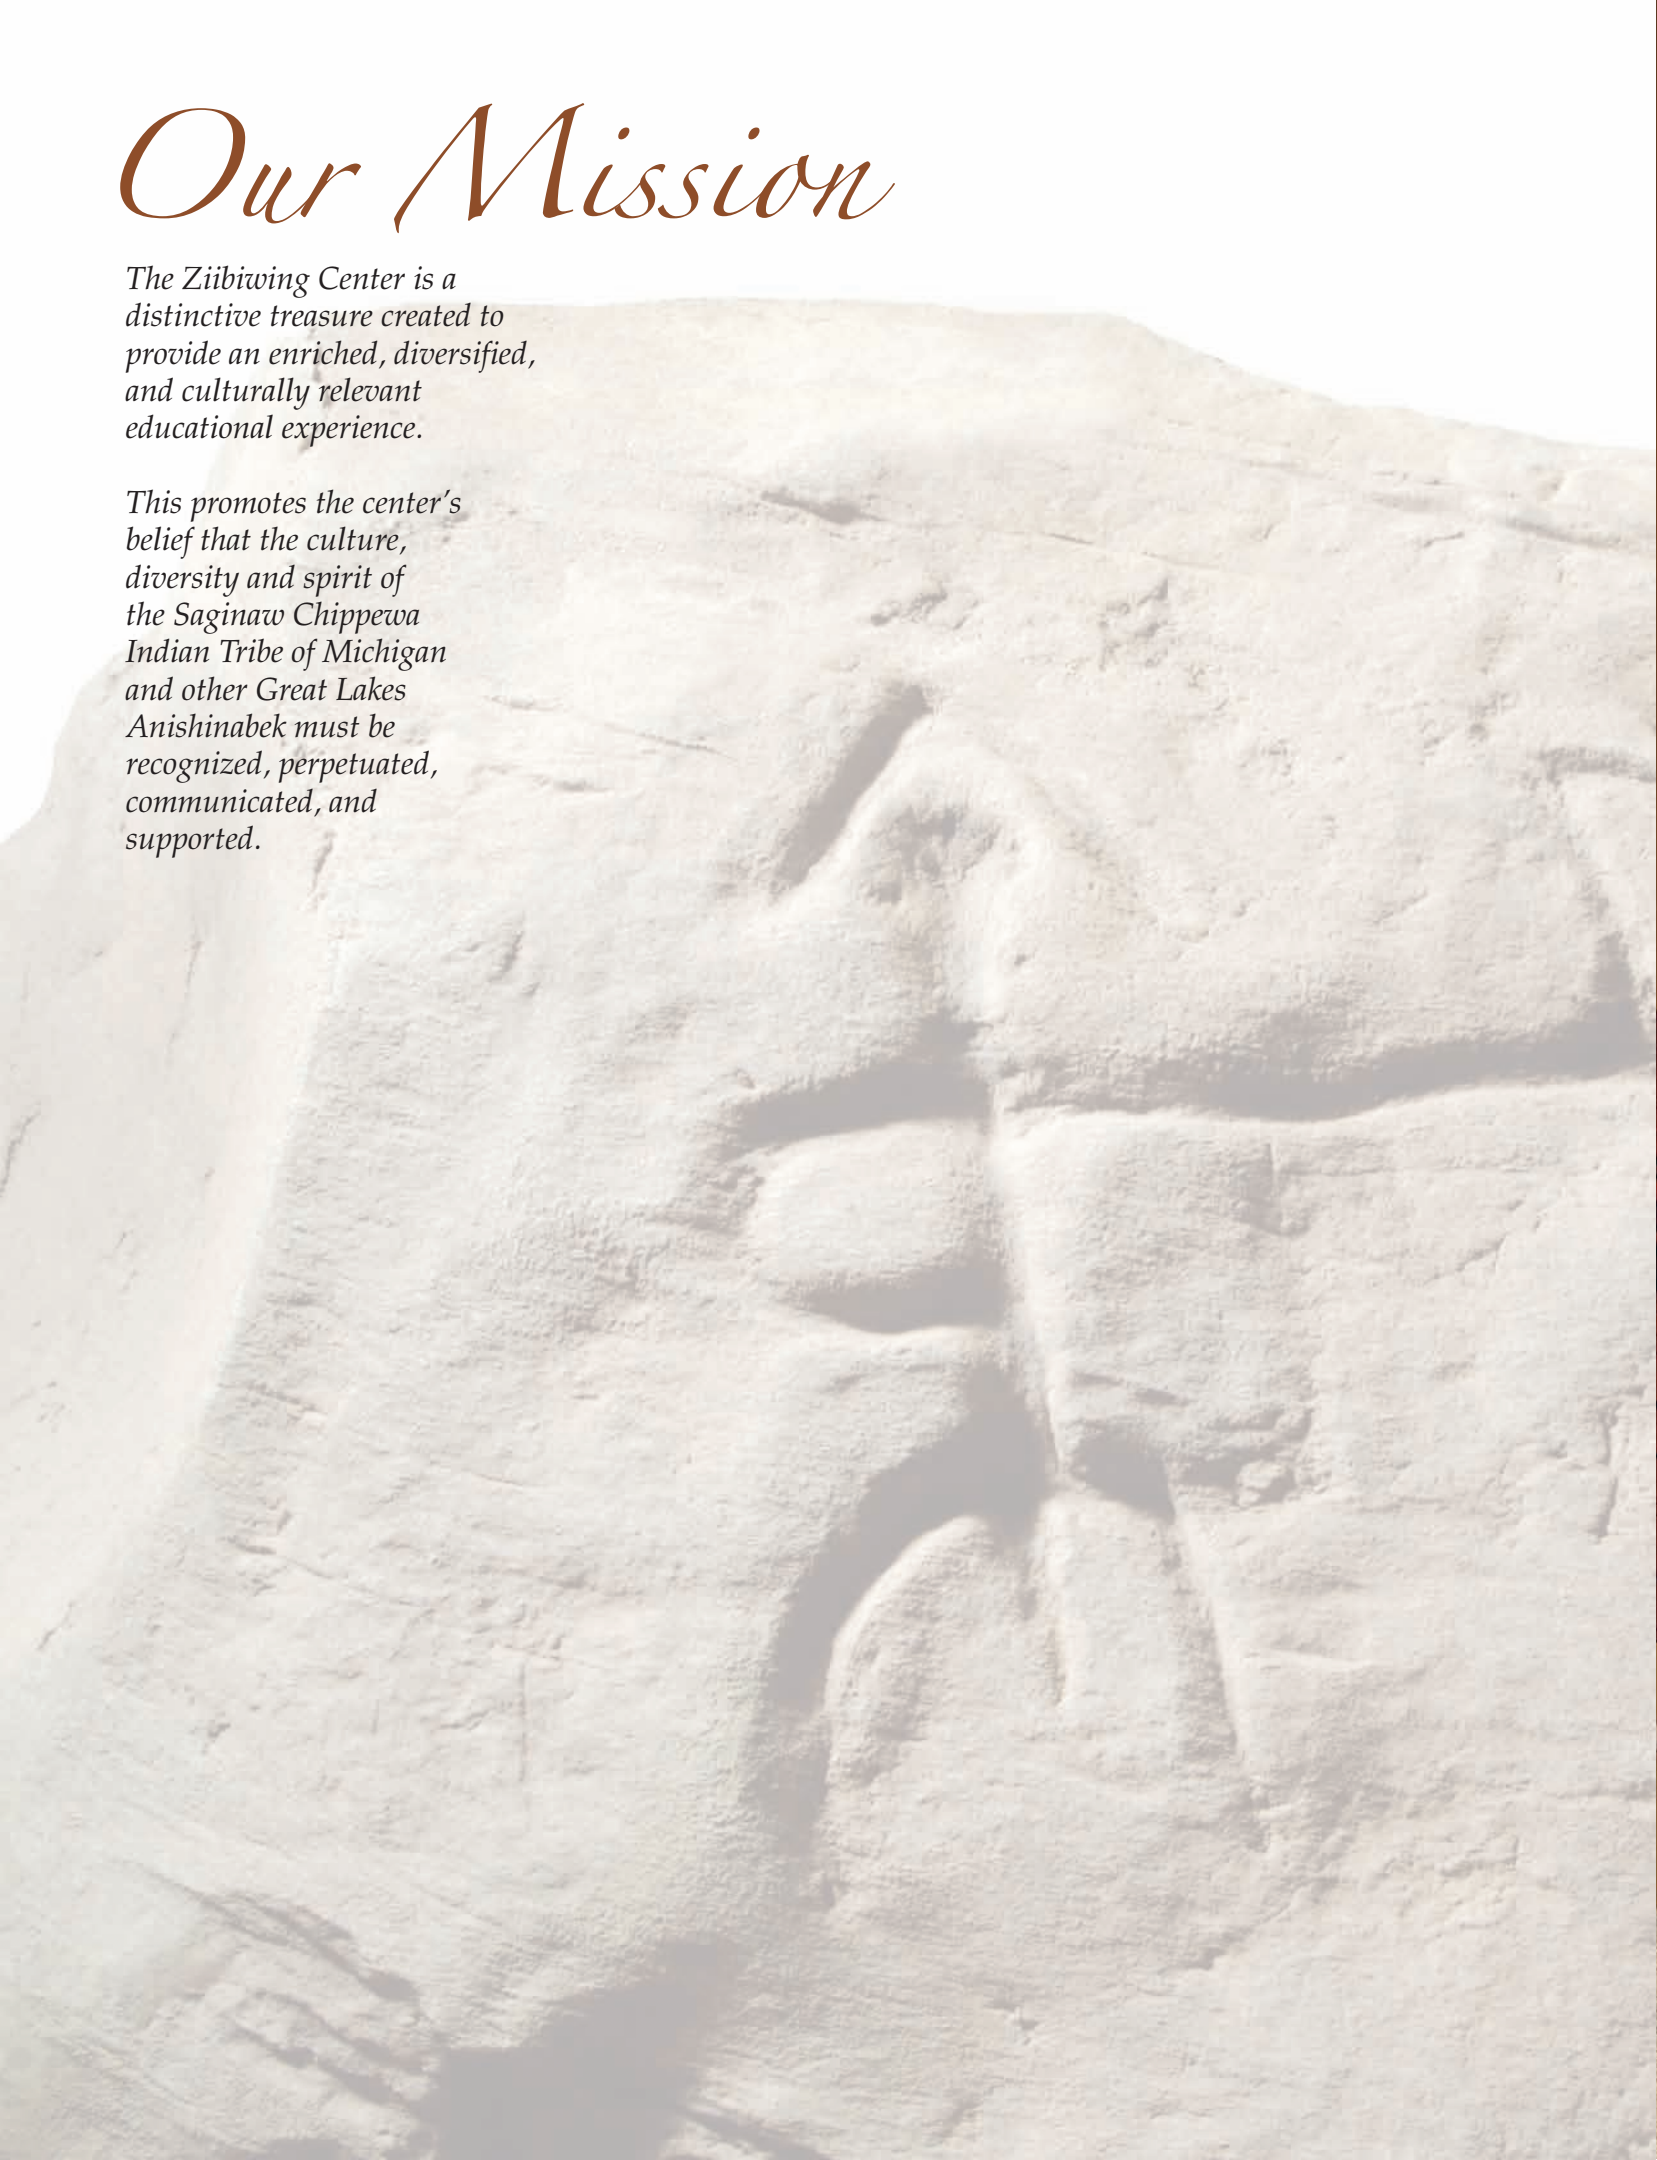 Our Mission
The Ziibiwing Center is a
distinctive treasure created to
provide an enriched, diversified,
and culturally relevant
educational experience.
This promotes the center’s
belief that the culture,
diversity and spirit of
the Saginaw Chippewa
Indian Tribe of Michigan
and other Great Lakes
Anishinabek must be
recognized, perpetuated,
communicated, and
supported.